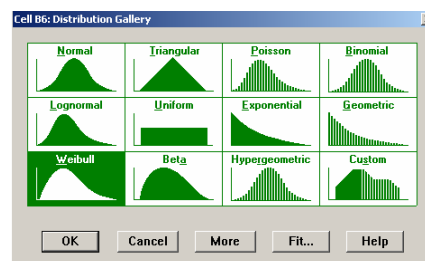 Cell B6: Distribution Gallery
Normal Triangular Poisson Binomial
Lognormal Uniform Exponential Geometric
Weibull Beta Hypergeometric Custom
OK Cancel More Fit... Help